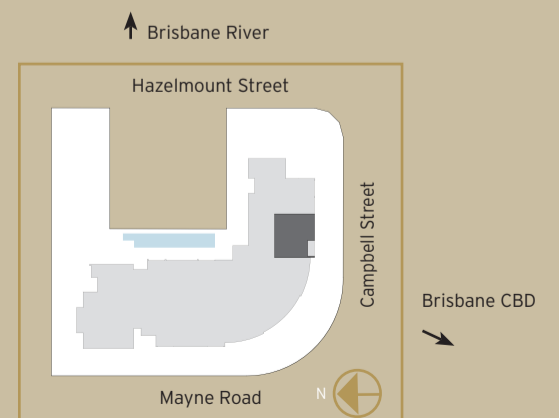 Brisbane River
Hazelmount Street
Campbell Street
Brisbane CBD
Mayne Road
N